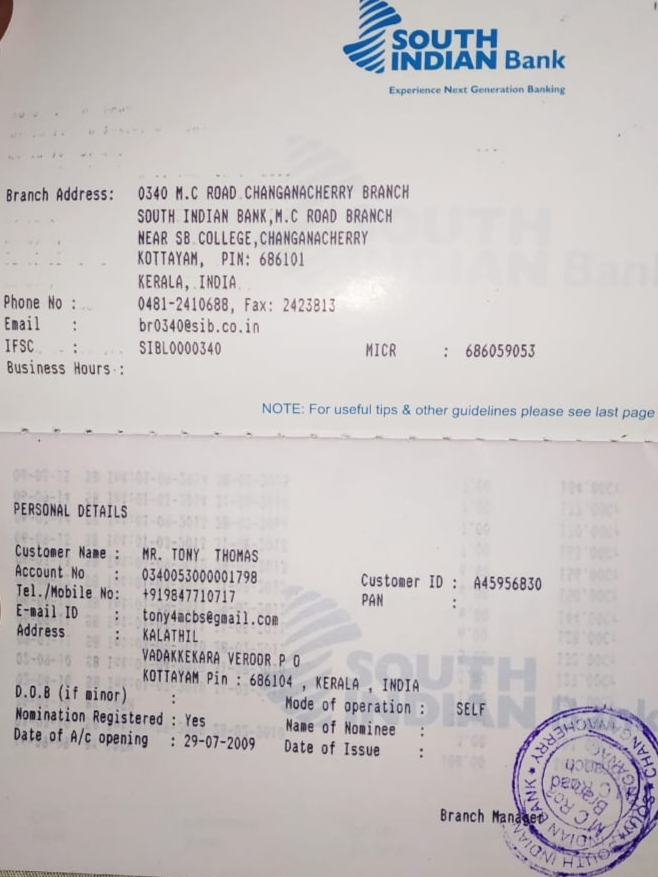 SOUTH
INDIAN Bank
Experience Next Generation Banking
Branch Address: 0340 M.C ROAD CHANGANACHERRY BRANCH
SOUTH INDIAN BANK,M.C ROAD BRANCH
NEAR SB COLLEGE,CHANGANACHERRY
KOTTAYAM, PIN: 686101
KERALA, INDIA
Phone No : 0481-2410688, Fax: 2423813
Email : br0340@sib.co.in
IFSC : SIBL0000340 MICR : 686059053
Business Hours :
NOTE: For useful tips & other guidelines please see last page
PERSONAL DETAILS
Customer Name : MR. TONY THOMAS
Account No : 0340053000001798 Customer ID : A45956830
Tel./Mobile No: +919847710717 PAN :
E-mail ID : tony4mcbs@gmail.com
Address : KALATHIL
VADAKKEKARA VEROOR P O
KOTTAYAM Pin : 686104 , KERALA , INDIA
D.O.B (if minor) : Mode of operation : SELF
Nomination Registered : Yes Name of Nominee :
Date of A/c opening : 29-07-2009 Date of Issue :
Branch Manager
SOUTH INDIAN BANK
CHANGANACHERRY
M C Road
Branch